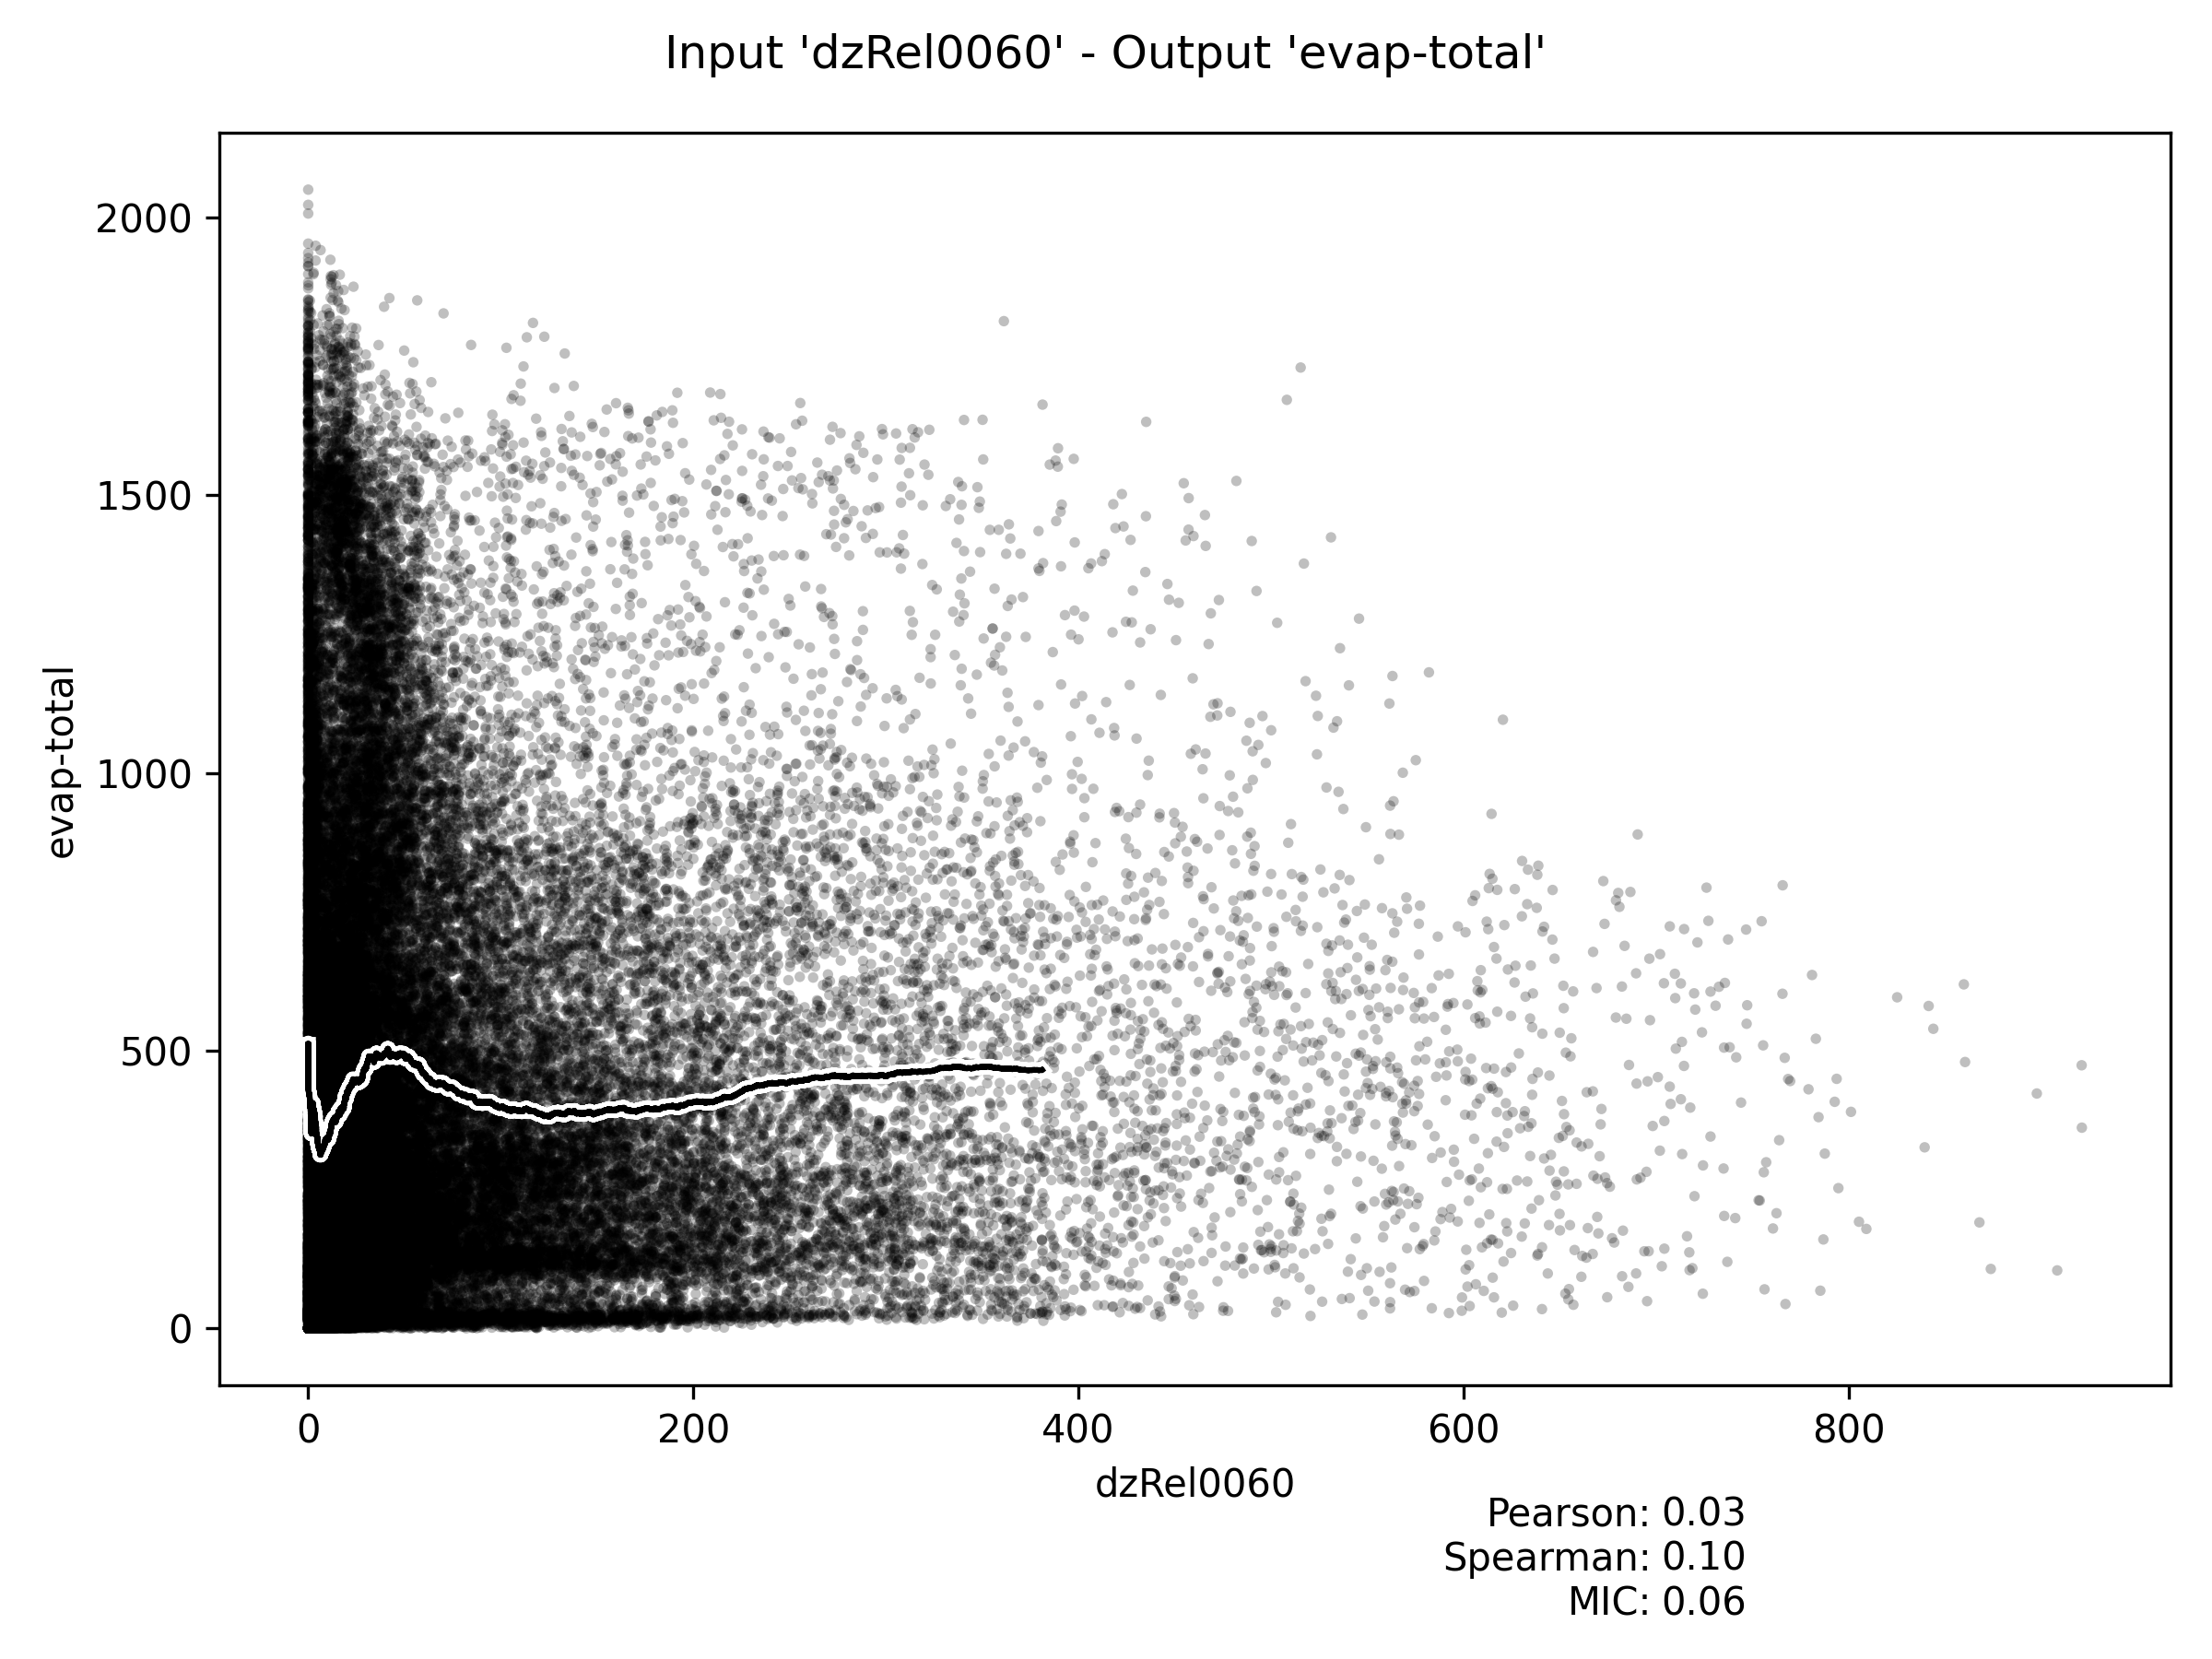 Input 'dzRel0060' - Output 'evap-total'
2000
1500
1000
500
0
evap-total
0 200 400 600 800
dzRel0060
Pearson: 0.03
Spearman: 0.10
MIC: 0.06